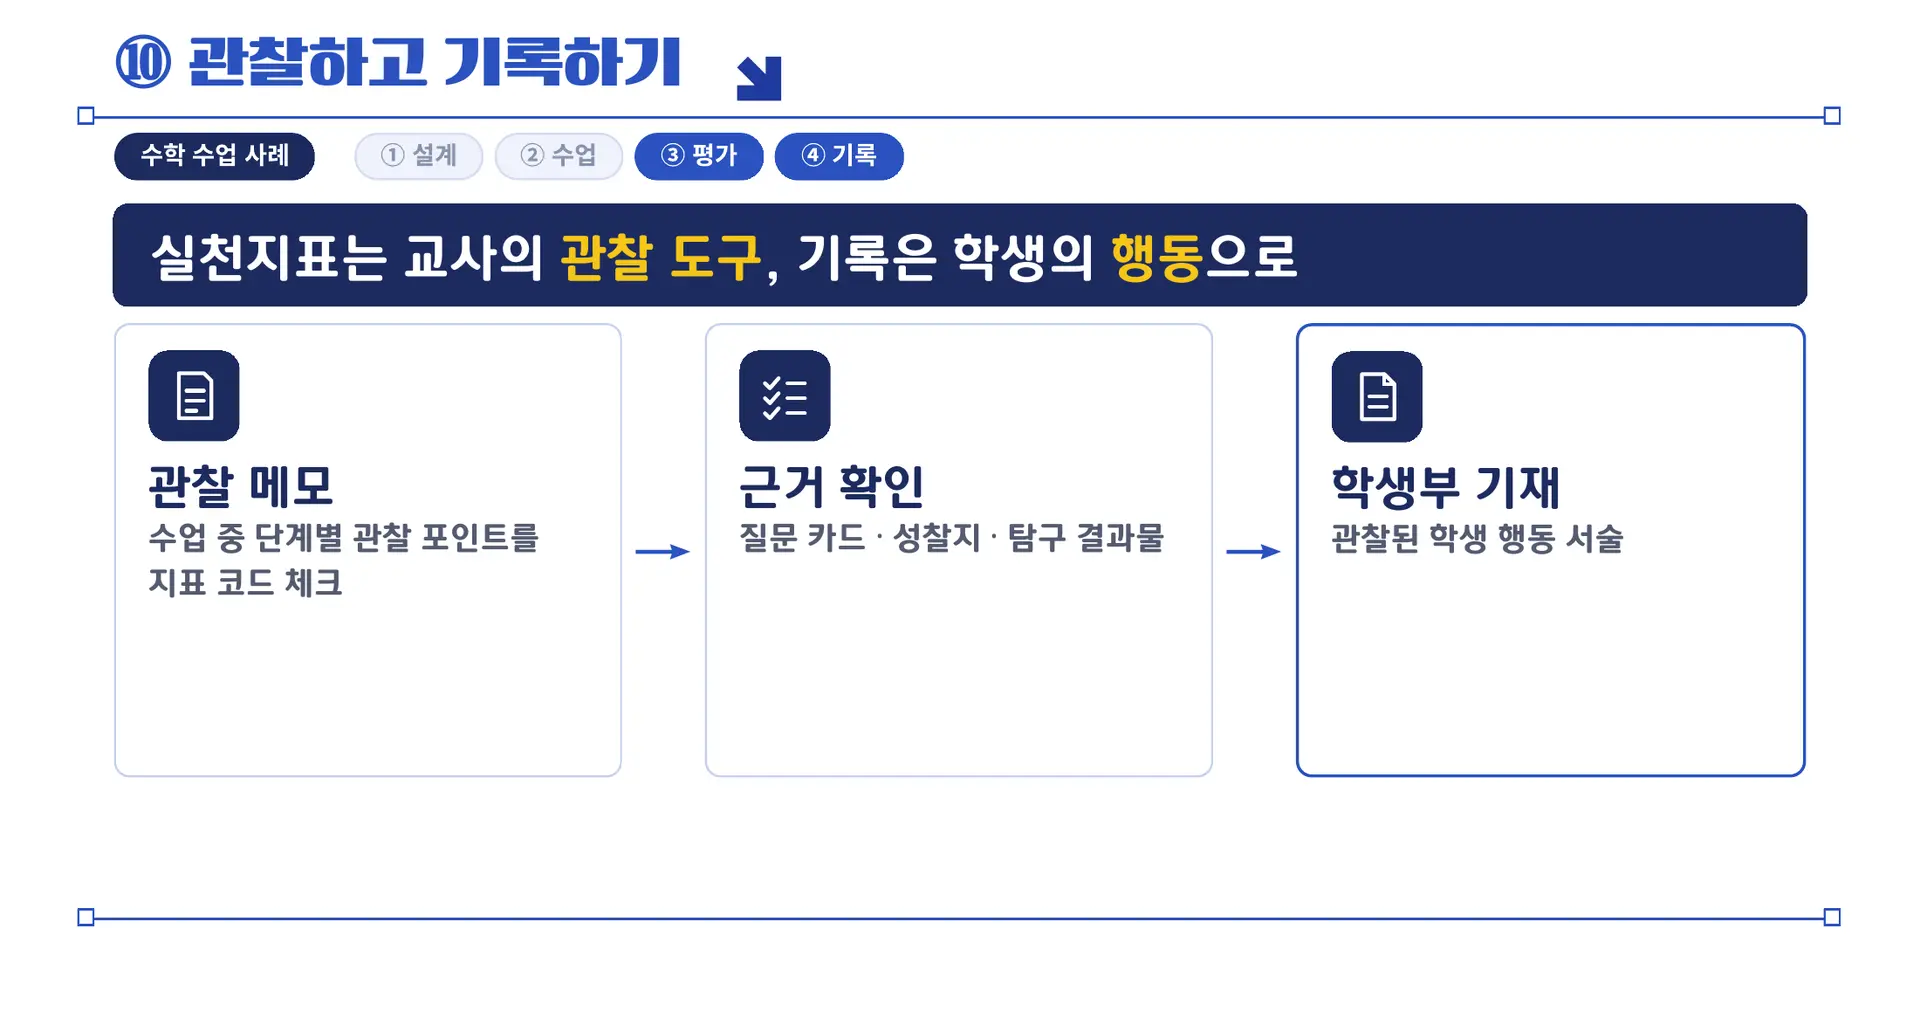 ⑩ 관찰하고 기록하기
수학 수업 사례
① 설계
② 수업
③ 평가
④ 기록
실천지표는 교사의 관찰 도구, 기록은 학생의 행동으로
관찰 메모
수업 중 단계별 관찰 포인트를
지표 코드 체크
근거 확인
질문 카드 · 성찰지 · 탐구 결과물
학생부 기재
관찰된 학생 행동 서술